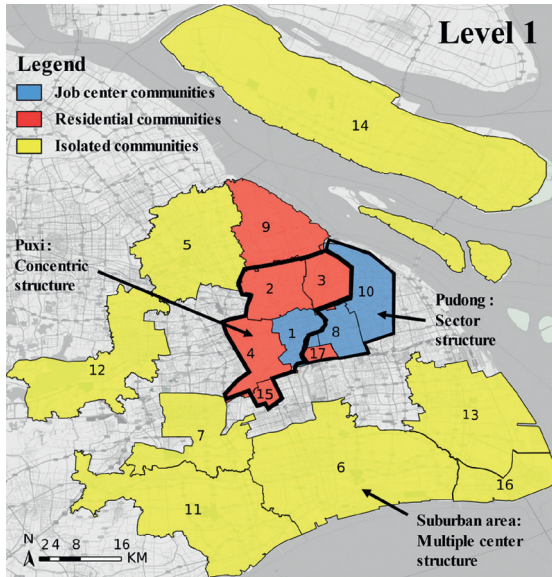 Level 1
Legend
Job center communities
Residential communities
Isolated communities
14
9
5
Puxi :
Concentric
structure
2
3
10
Pudong :
Sector
structure
1
8
4
17
12
15
13
7
6
16
11
Suburban area:
Multiple center
structure
N
2 4 8 16
KM